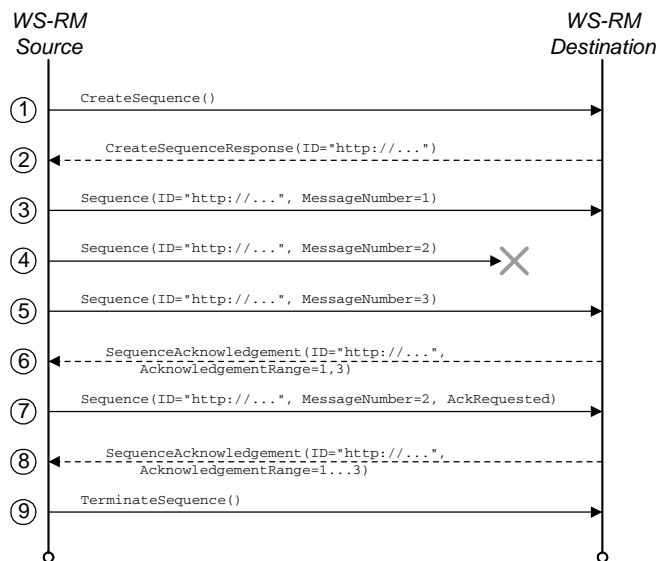 WS-RM
Source
WS-RM
Destination
1
CreateSequence()
2
CreateSequenceResponse(ID="http://...")
3
Sequence(ID="http://...", MessageNumber=1)
4
Sequence(ID="http://...", MessageNumber=2)
5
Sequence(ID="http://...", MessageNumber=3)
6
SequenceAcknowledgement(ID="http://...",
AcknowledgementRange=1,3)
7
Sequence(ID="http://...", MessageNumber=2, AckRequested)
8
SequenceAcknowledgement(ID="http://...",
AcknowledgementRange=1...3)
9
TerminateSequence()